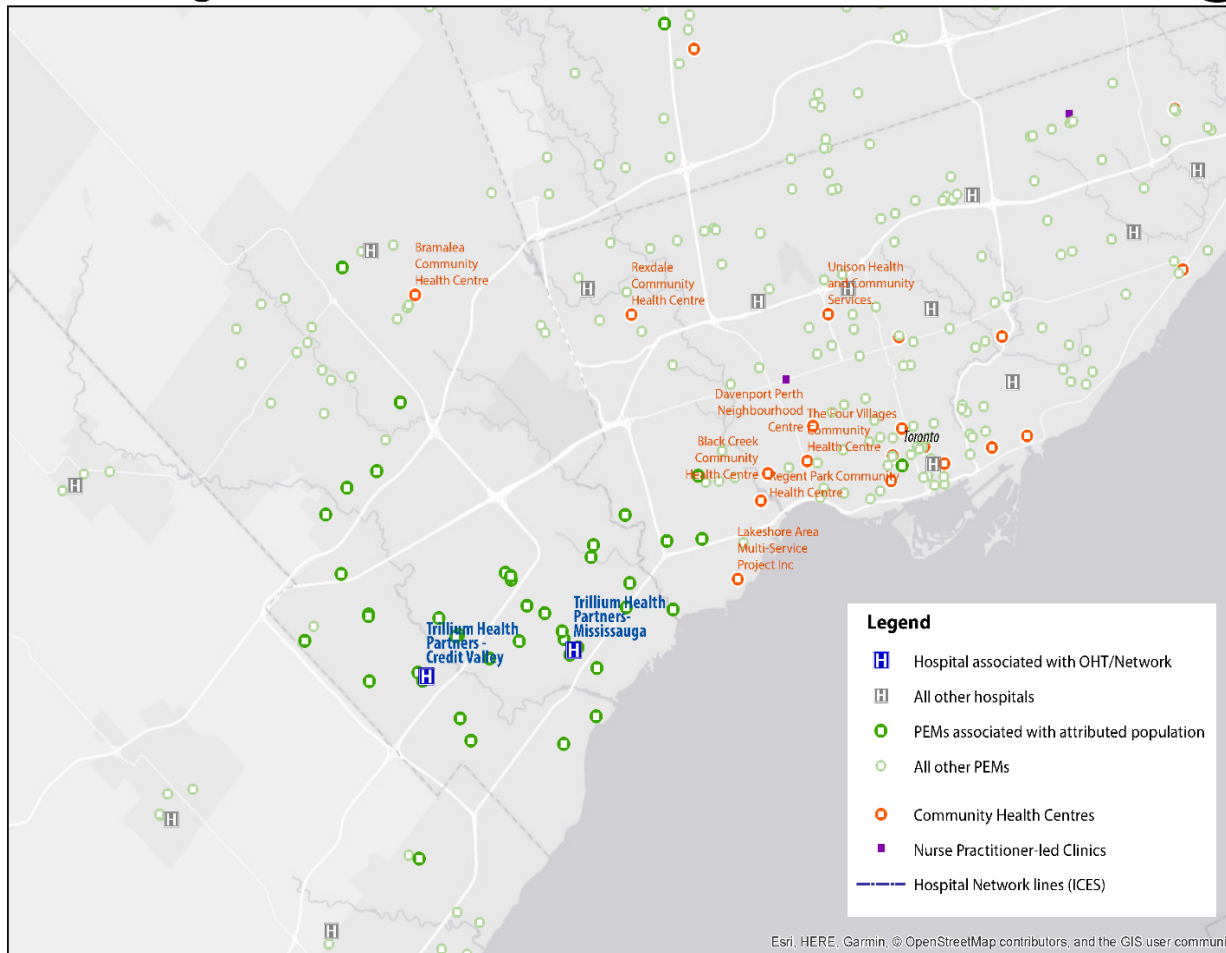 Bramalea
Community
Health Centre
Rexdale
Community
Health Centre
Unison Health
and Community
Services
Davenport Perth
Neighbourhood
Centre
The Four Villages
Community
Health Centre
Toronto
Black Creek
Community
Health Centre
Regent Park Community
Health Centre
Lakeshore Area
Multi-Service
Project Inc
Trillium Health
Partners-
Mississauga
Trillium Health
Partners -
Credit Valley
Legend
H Hospital associated with OHT/Network
H All other hospitals
PEMs associated with attributed population
All other PEMs
Community Health Centres
Nurse Practitioner-led Clinics
Hospital Network lines (ICES)
Esri, HERE, Garmin, © OpenStreetMap contributors, and the GIS user communi